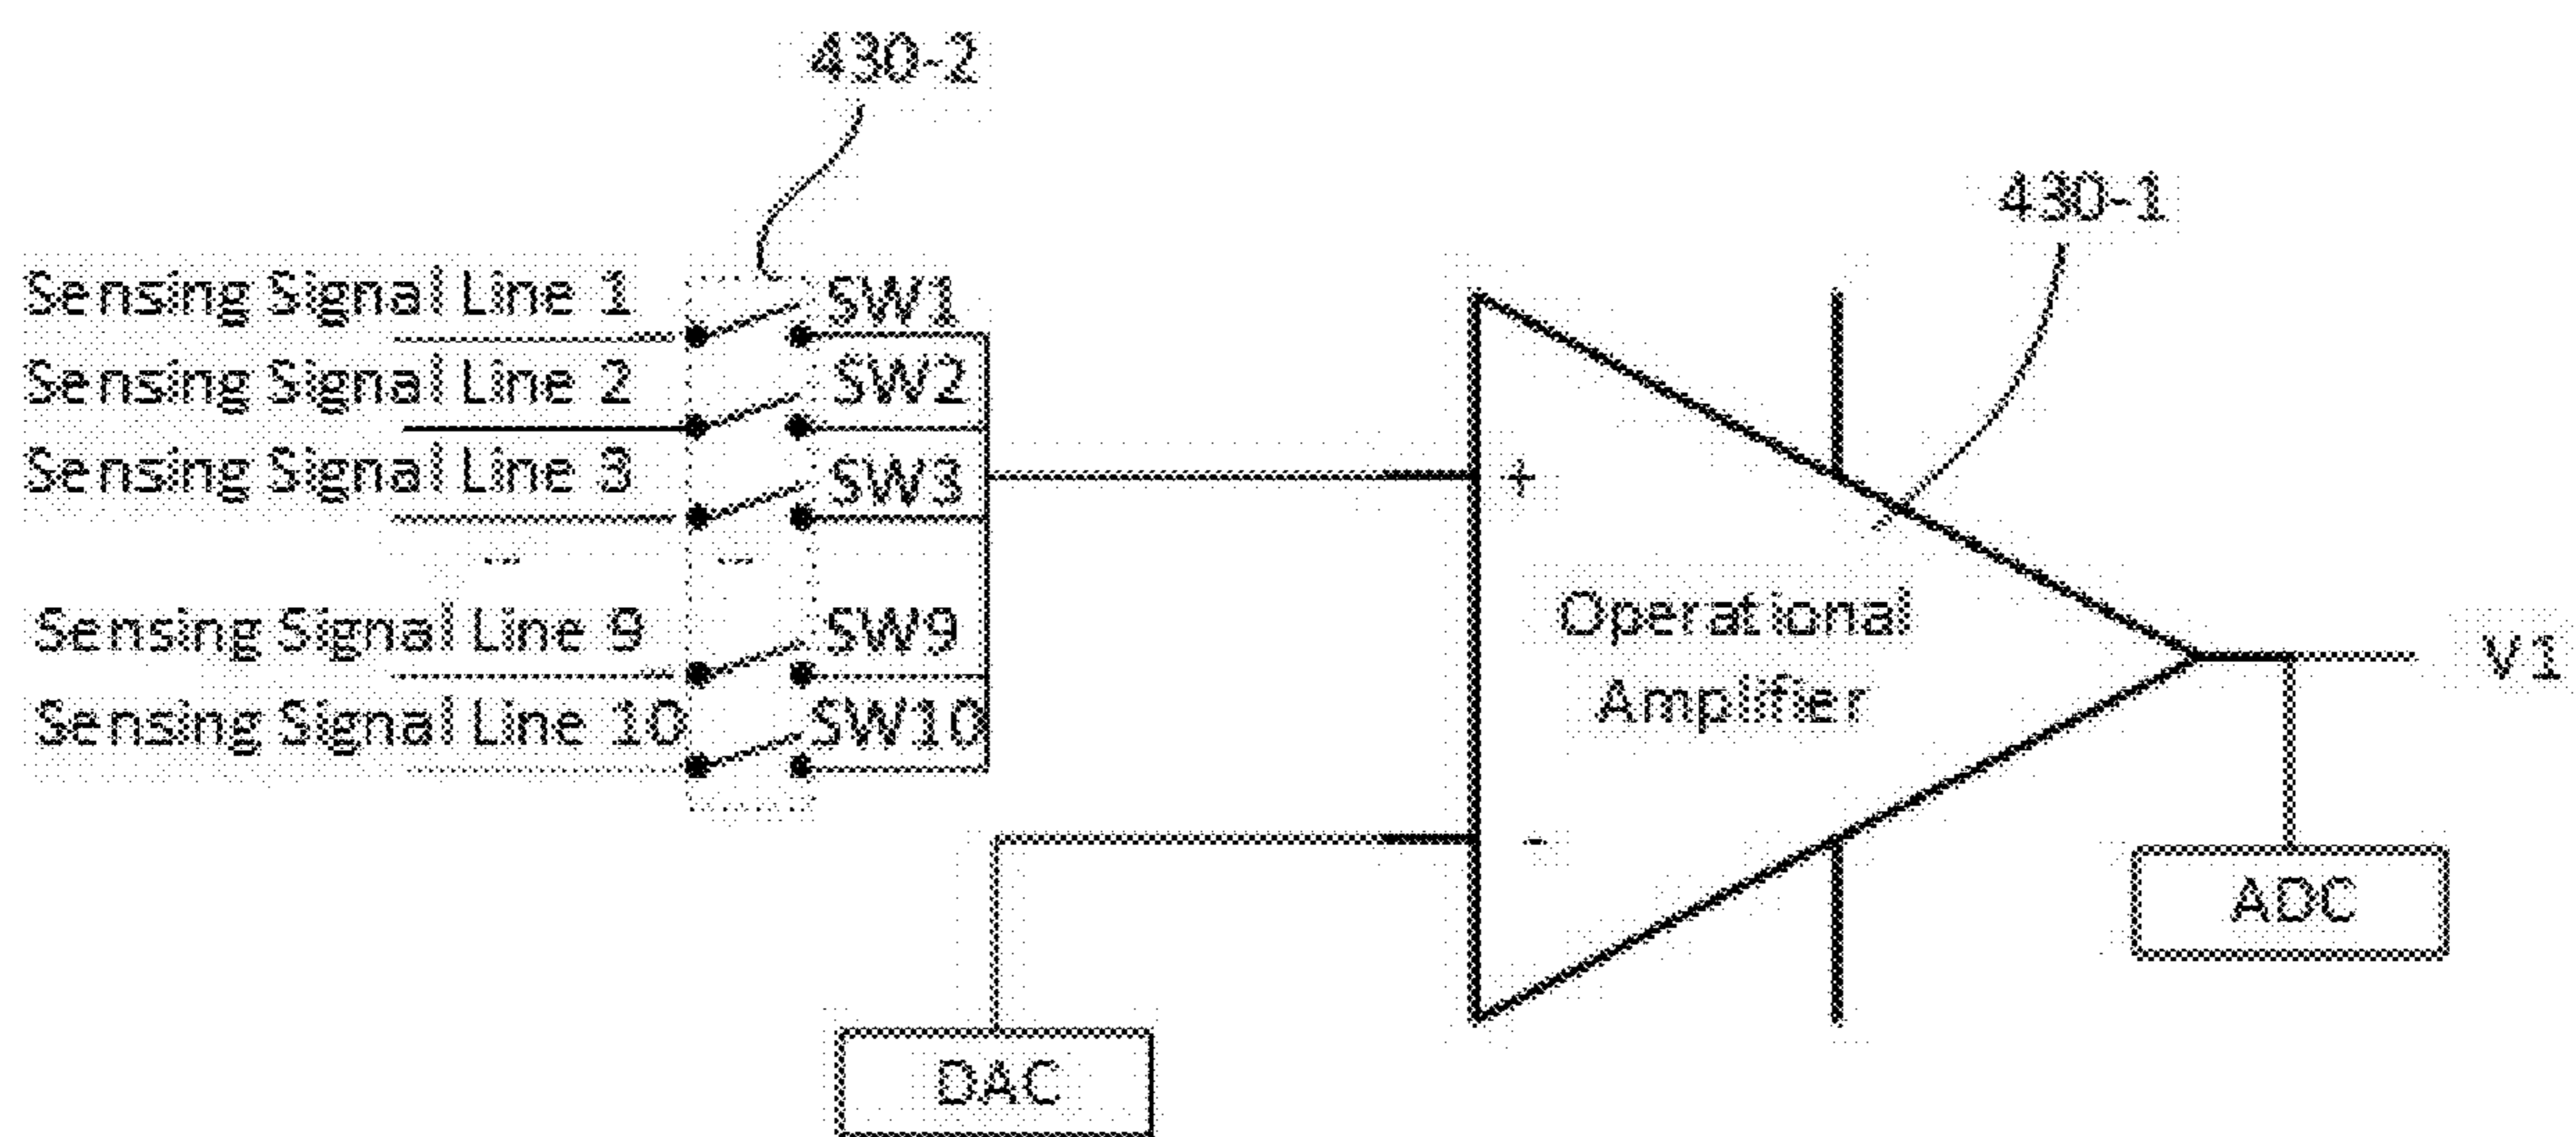 430-2
430-1
Sensing Signal Line 1
SW1
Sensing Signal Line 2
SW2
Sensing Signal Line 3
SW3
+
Sensing Signal Line 9
SW9
Operational
Amplifier
V1
Sensing Signal Line 10
SW10
-
ADC
DAC